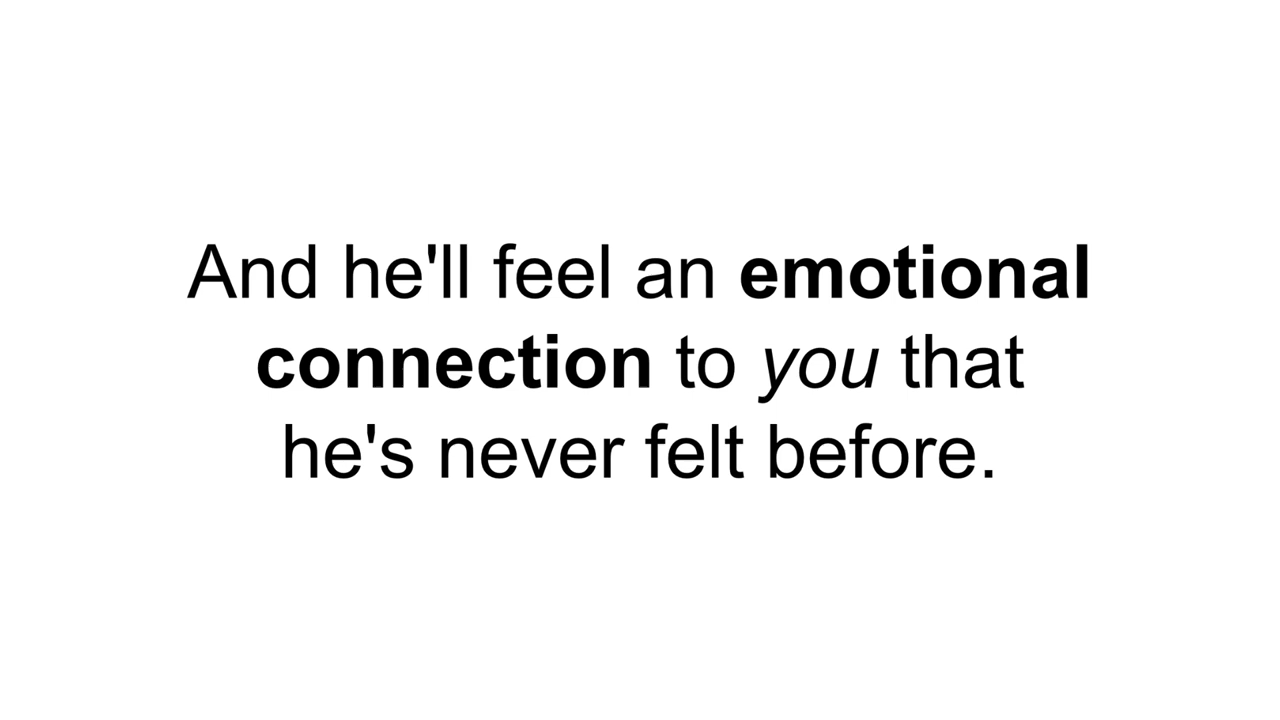 And he'll feel an emotional
connection to you that
he's never felt before.